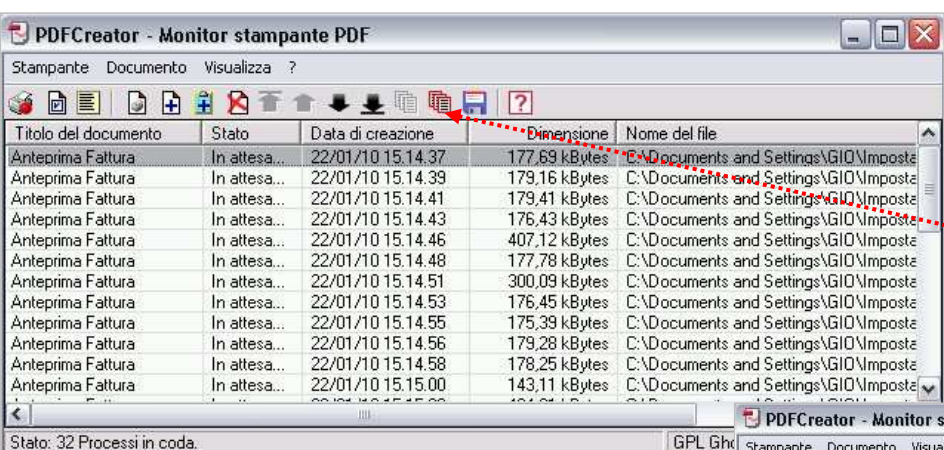 PDFCreator - Monitor stampante PDF
Stampante Documento Visualizza ?
Titolo del documento Stato Data di creazione Dimensione Nome del file
Anteprima Fattura In attesa... 22/01/10 15.14.37 177,69 kBytes C:\Documents and Settings\GIO\Imposta
Anteprima Fattura In attesa... 22/01/10 15.14.39 179,16 kBytes C:\Documents and Settings\GIO\Imposta
Anteprima Fattura In attesa... 22/01/10 15.14.41 179,41 kBytes C:\Documents and Settings\GIO\Imposta
Anteprima Fattura In attesa... 22/01/10 15.14.43 176,43 kBytes C:\Documents and Settings\GIO\Imposta
Anteprima Fattura In attesa... 22/01/10 15.14.46 407,12 kBytes C:\Documents and Settings\GIO\Imposta
Anteprima Fattura In attesa... 22/01/10 15.14.48 177,78 kBytes C:\Documents and Settings\GIO\Imposta
Anteprima Fattura In attesa... 22/01/10 15.14.51 300,09 kBytes C:\Documents and Settings\GIO\Imposta
Anteprima Fattura In attesa... 22/01/10 15.14.53 176,45 kBytes C:\Documents and Settings\GIO\Imposta
Anteprima Fattura In attesa... 22/01/10 15.14.55 175,39 kBytes C:\Documents and Settings\GIO\Imposta
Anteprima Fattura In attesa... 22/01/10 15.14.56 179,28 kBytes C:\Documents and Settings\GIO\Imposta
Anteprima Fattura In attesa... 22/01/10 15.14.58 178,25 kBytes C:\Documents and Settings\GIO\Imposta
Anteprima Fattura In attesa... 22/01/10 15.15.00 143,11 kBytes C:\Documents and Settings\GIO\Imposta
PDFCreator - Monitor s
Stato: 32 Processi in coda. GPL Gh
Stampante Documento Visua